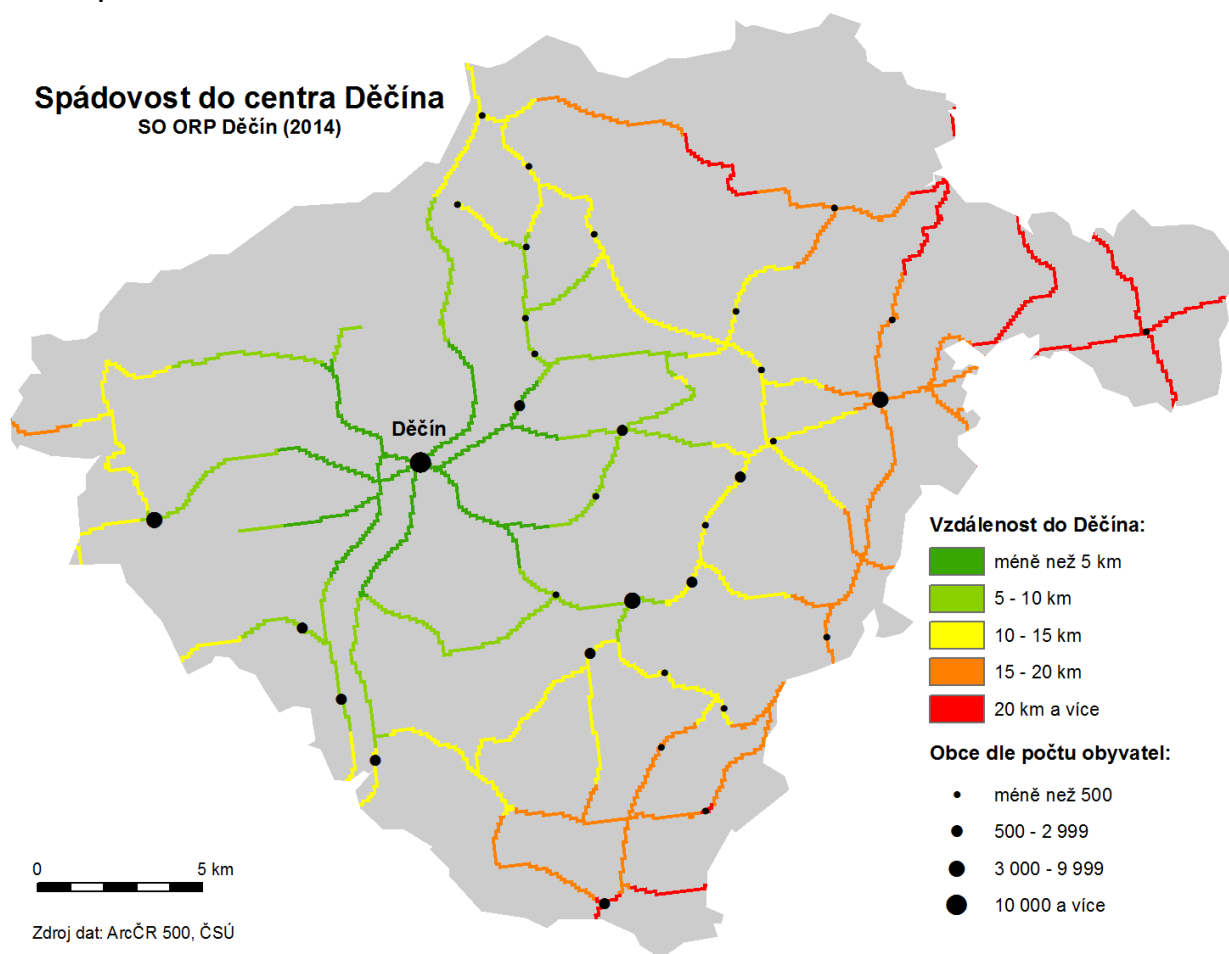 Spádovost do centra Děčína
SO ORP Děčín (2014)
Děčín
Vzdálenost do Děčína:
méně než 5 km
5 - 10 km
10 - 15 km
15 - 20 km
20 km a více
Obce dle počtu obyvatel:
méně než 500
500 - 2 999
3 000 - 9 999
10 000 a více
0 5 km
Zdroj dat: ArcČR 500, ČSÚ